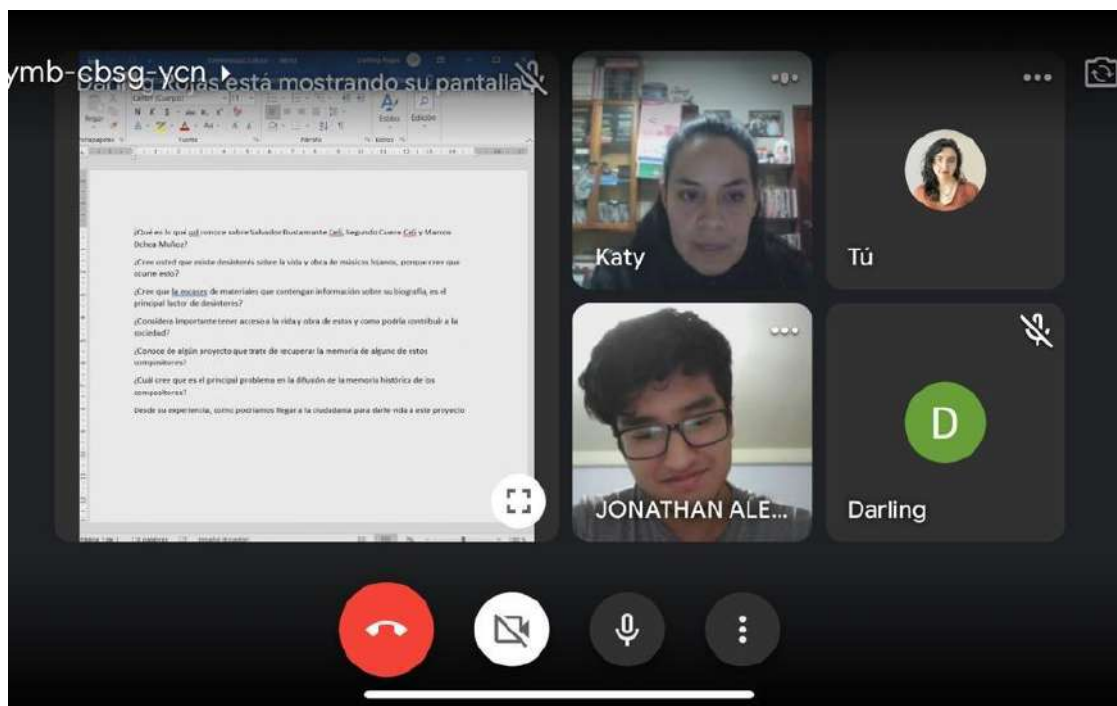 ymb-cbsg-ycn
Darling Rojas está mostrando su pantalla
Edición
¿Qué es lo que ud conoce sobre Salvador Bustamante Celi, Segundo Cueva Celi y Marcos
Ochoa Muñoz?
¿Cree usted que existe desinterés sobre la vida y obra de músicos lojanos, porque cree que
ocurre esto?
¿Cree que la escases de materiales que contengan información sobre su biografía, es el
principal factor de desinteres?
¿Considera importante tener acceso a la vida y obra de estos y como podría contribuir a la
sociedad?
¿Conoce de algún proyecto que trate de recuperar la memoria de alguno de estos
compositores?
¿Cuál cree que es el principal problema en la difusión de la memoria histórica de los
compositores?
Desde su experiencia, como podríamos llegar a la ciudadanía para darle vida a este proyecto
Katy
Tú
JONATHAN ALE...
D
Darling